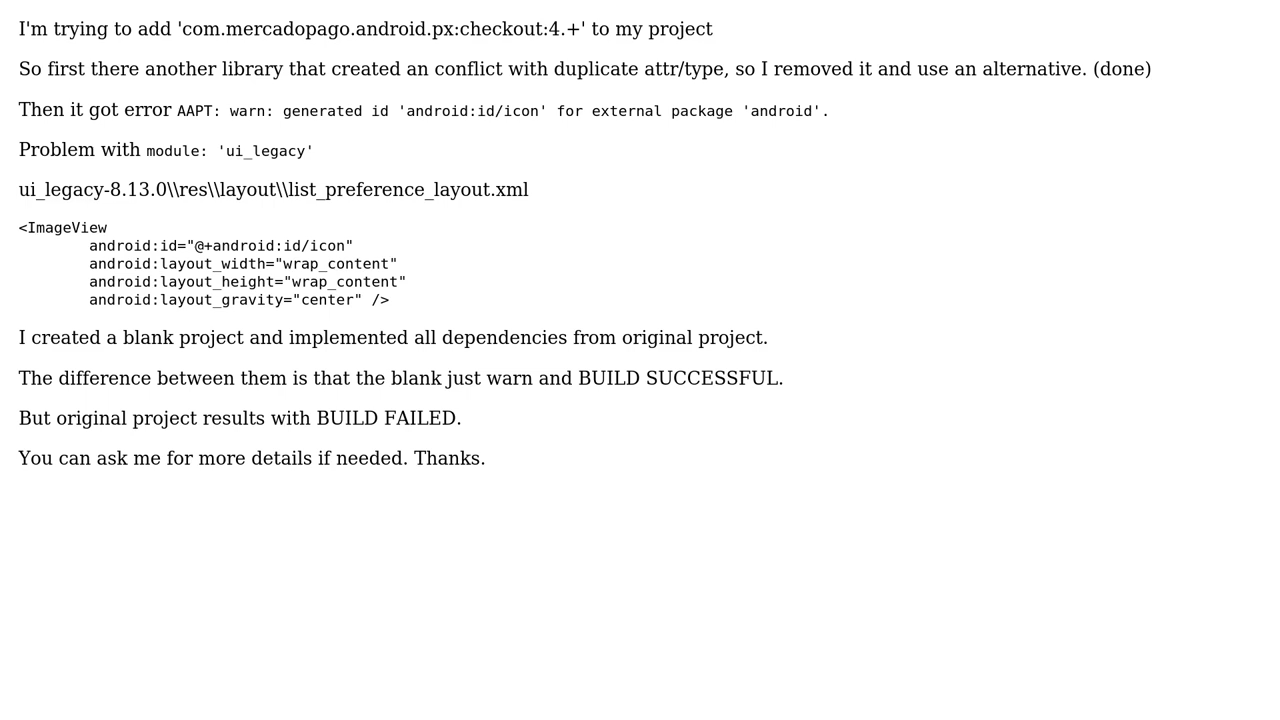 I'm trying to add 'com.mercadopago.android.px:checkout:4.+' to my project
So first there another library that created an conflict with duplicate attr/type, so I removed it and use an alternative. (done)
Then it got error AAPT: warn: generated id 'android:id/icon' for external package 'android'.
Problem with module: 'ui_legacy'
ui_legacy-8.13.0\\res\\layout\\list_preference_layout.xml
<ImageView
        android:id="@+android:id/icon"
        android:layout_width="wrap_content"
        android:layout_height="wrap_content"
        android:layout_gravity="center" />
I created a blank project and implemented all dependencies from original project.
The difference between them is that the blank just warn and BUILD SUCCESSFUL.
But original project results with BUILD FAILED.
You can ask me for more details if needed. Thanks.